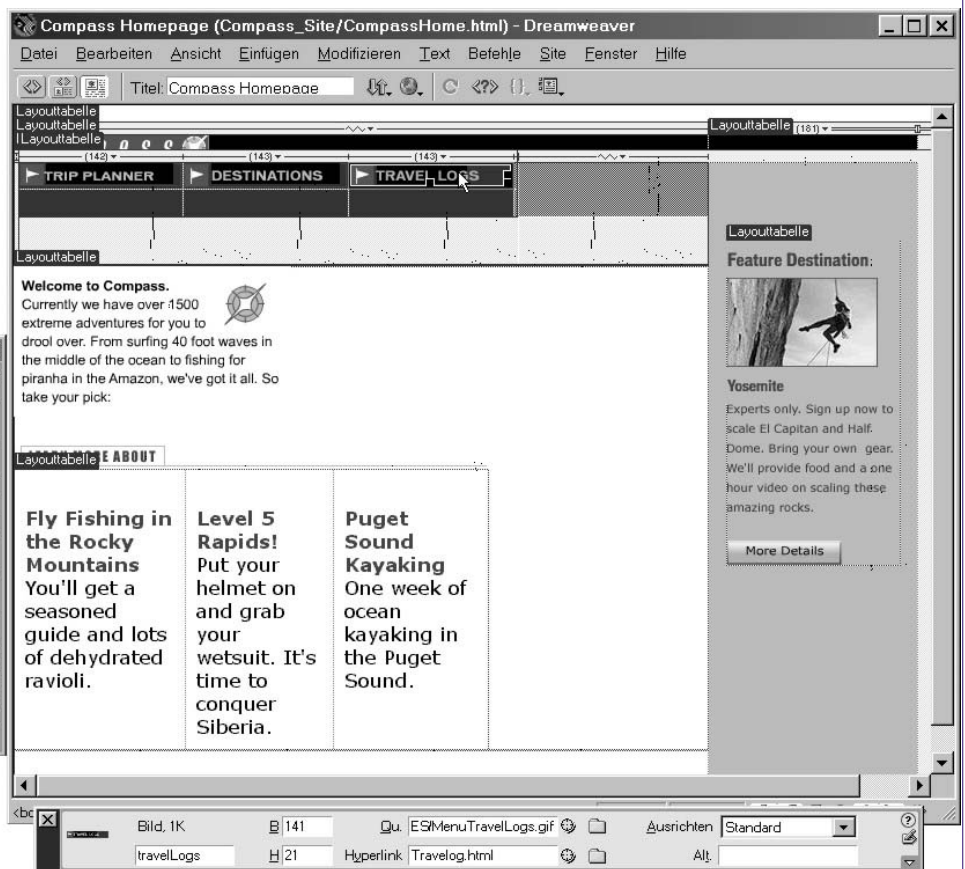 Compass Homepage (Compass_Site/CompassHome.html) - Dreamweaver
Datei Bearbeiten Ansicht Einfügen Modifizieren Text Befehle Site Fenster Hilfe
Titel: Compass Homepage
Layouttabelle
Layouttabelle
Layouttabelle
Layouttabelle (181)
(142) (143) (143)
TRIP PLANNER DESTINATIONS TRAVEL LOGS
Layouttabelle
Layouttabelle
Feature Destination:
Welcome to Compass.
Currently we have over 1500
extreme adventures for you to
drool over. From surfing 40 foot waves in
the middle of the ocean to fishing for
piranha in the Amazon, we've got it all. So
take your pick:
Yosemite
Experts only. Sign up now to
scale El Capitan and Half
Dome. Bring your own gear.
We'll provide food and a one
hour video on scaling these
amazing rocks.
More Details
ABOUT
Layouttabelle
Fly Fishing in
the Rocky
Mountains
You'll get a
seasoned
guide and lots
of dehydrated
ravioli.
Level 5
Rapids!
Put your
helmet on
and grab
your
wetsuit. It's
time to
conquer
Siberia.
Puget
Sound
Kayaking
One week of
ocean
kayaking in
the Puget
Sound.
Bild, 1K B 141 Qu. ES/MenuTravelLogs.gif Ausrichten Standard
travelLogs H 21 Hyperlink Travelog.html Alt.